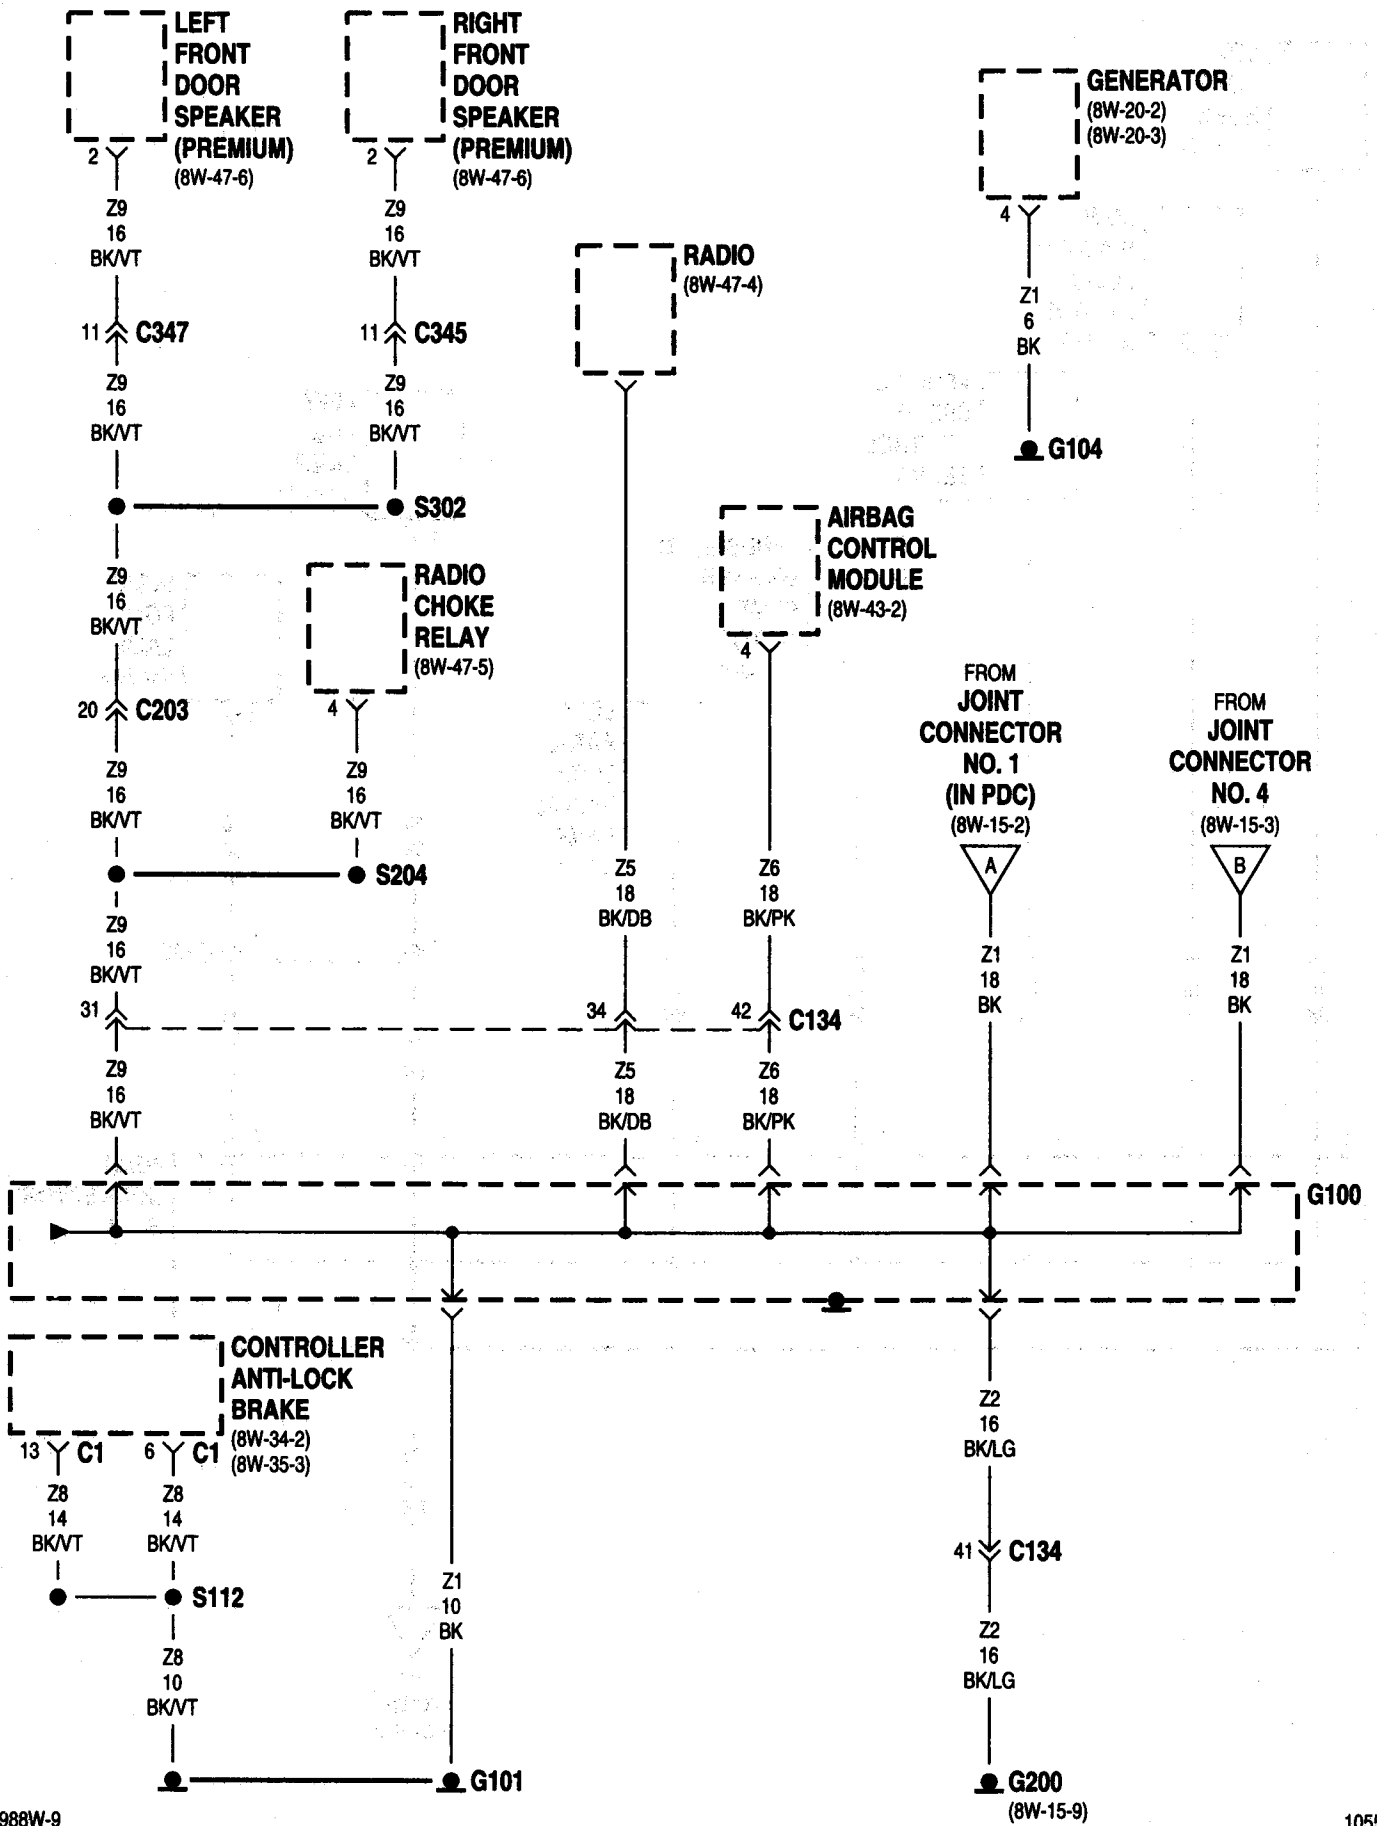 LEFT
FRONT
DOOR
SPEAKER
(PREMIUM)
(8W-47-6)
2
Z9
16
BK/VT
11
C347
Z9
16
BK/VT
RIGHT
FRONT
DOOR
SPEAKER
(PREMIUM)
(8W-47-6)
2
Z9
16
BK/VT
11
C345
Z9
16
BK/VT
S302
GENERATOR
(8W-20-2)
(8W-20-3)
4
Z1
6
BK
G104
RADIO
(8W-47-4)
Z9
16
BK/VT
20
C203
Z9
16
BK/VT
RADIO
CHOKE
RELAY
(8W-47-5)
4
Z9
16
BK/VT
S204
AIRBAG
CONTROL
MODULE
(8W-43-2)
4
FROM
JOINT
CONNECTOR
NO. 1
(IN PDC)
(8W-15-2)
A
FROM
JOINT
CONNECTOR
NO. 4
(8W-15-3)
B
Z9
16
BK/VT
31
Z5
18
BK/DB
34
Z6
18
BK/PK
42
C134
Z1
18
BK
Z1
18
BK
Z9
16
BK/VT
Z5
18
BK/DB
Z6
18
BK/PK
G100
CONTROLLER
ANTI-LOCK
BRAKE
(8W-34-2)
(8W-35-3)
13
C1
6
C1
Z8
14
BK/VT
Z8
14
BK/VT
S112
Z8
10
BK/VT
Z1
10
BK
G101
Z2
16
BK/LG
41
C134
Z2
16
BK/LG
G200
(8W-15-9)
988W-9